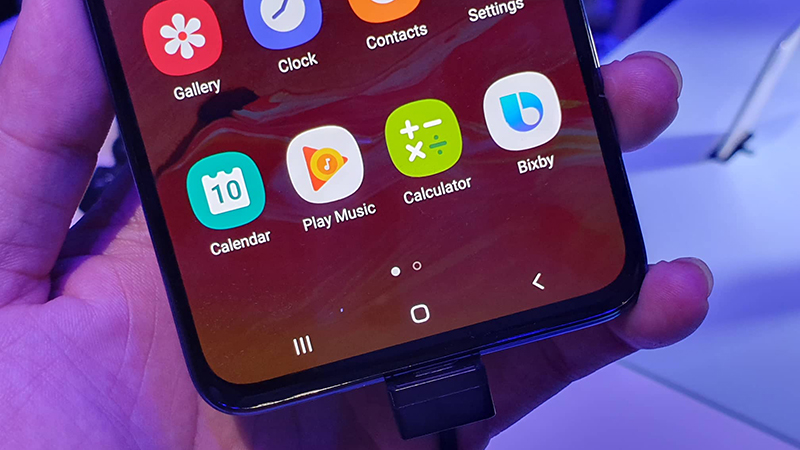 Gallery
Clock
Contacts
Settings
10
Calendar
Play Music
Calculator
Bixby